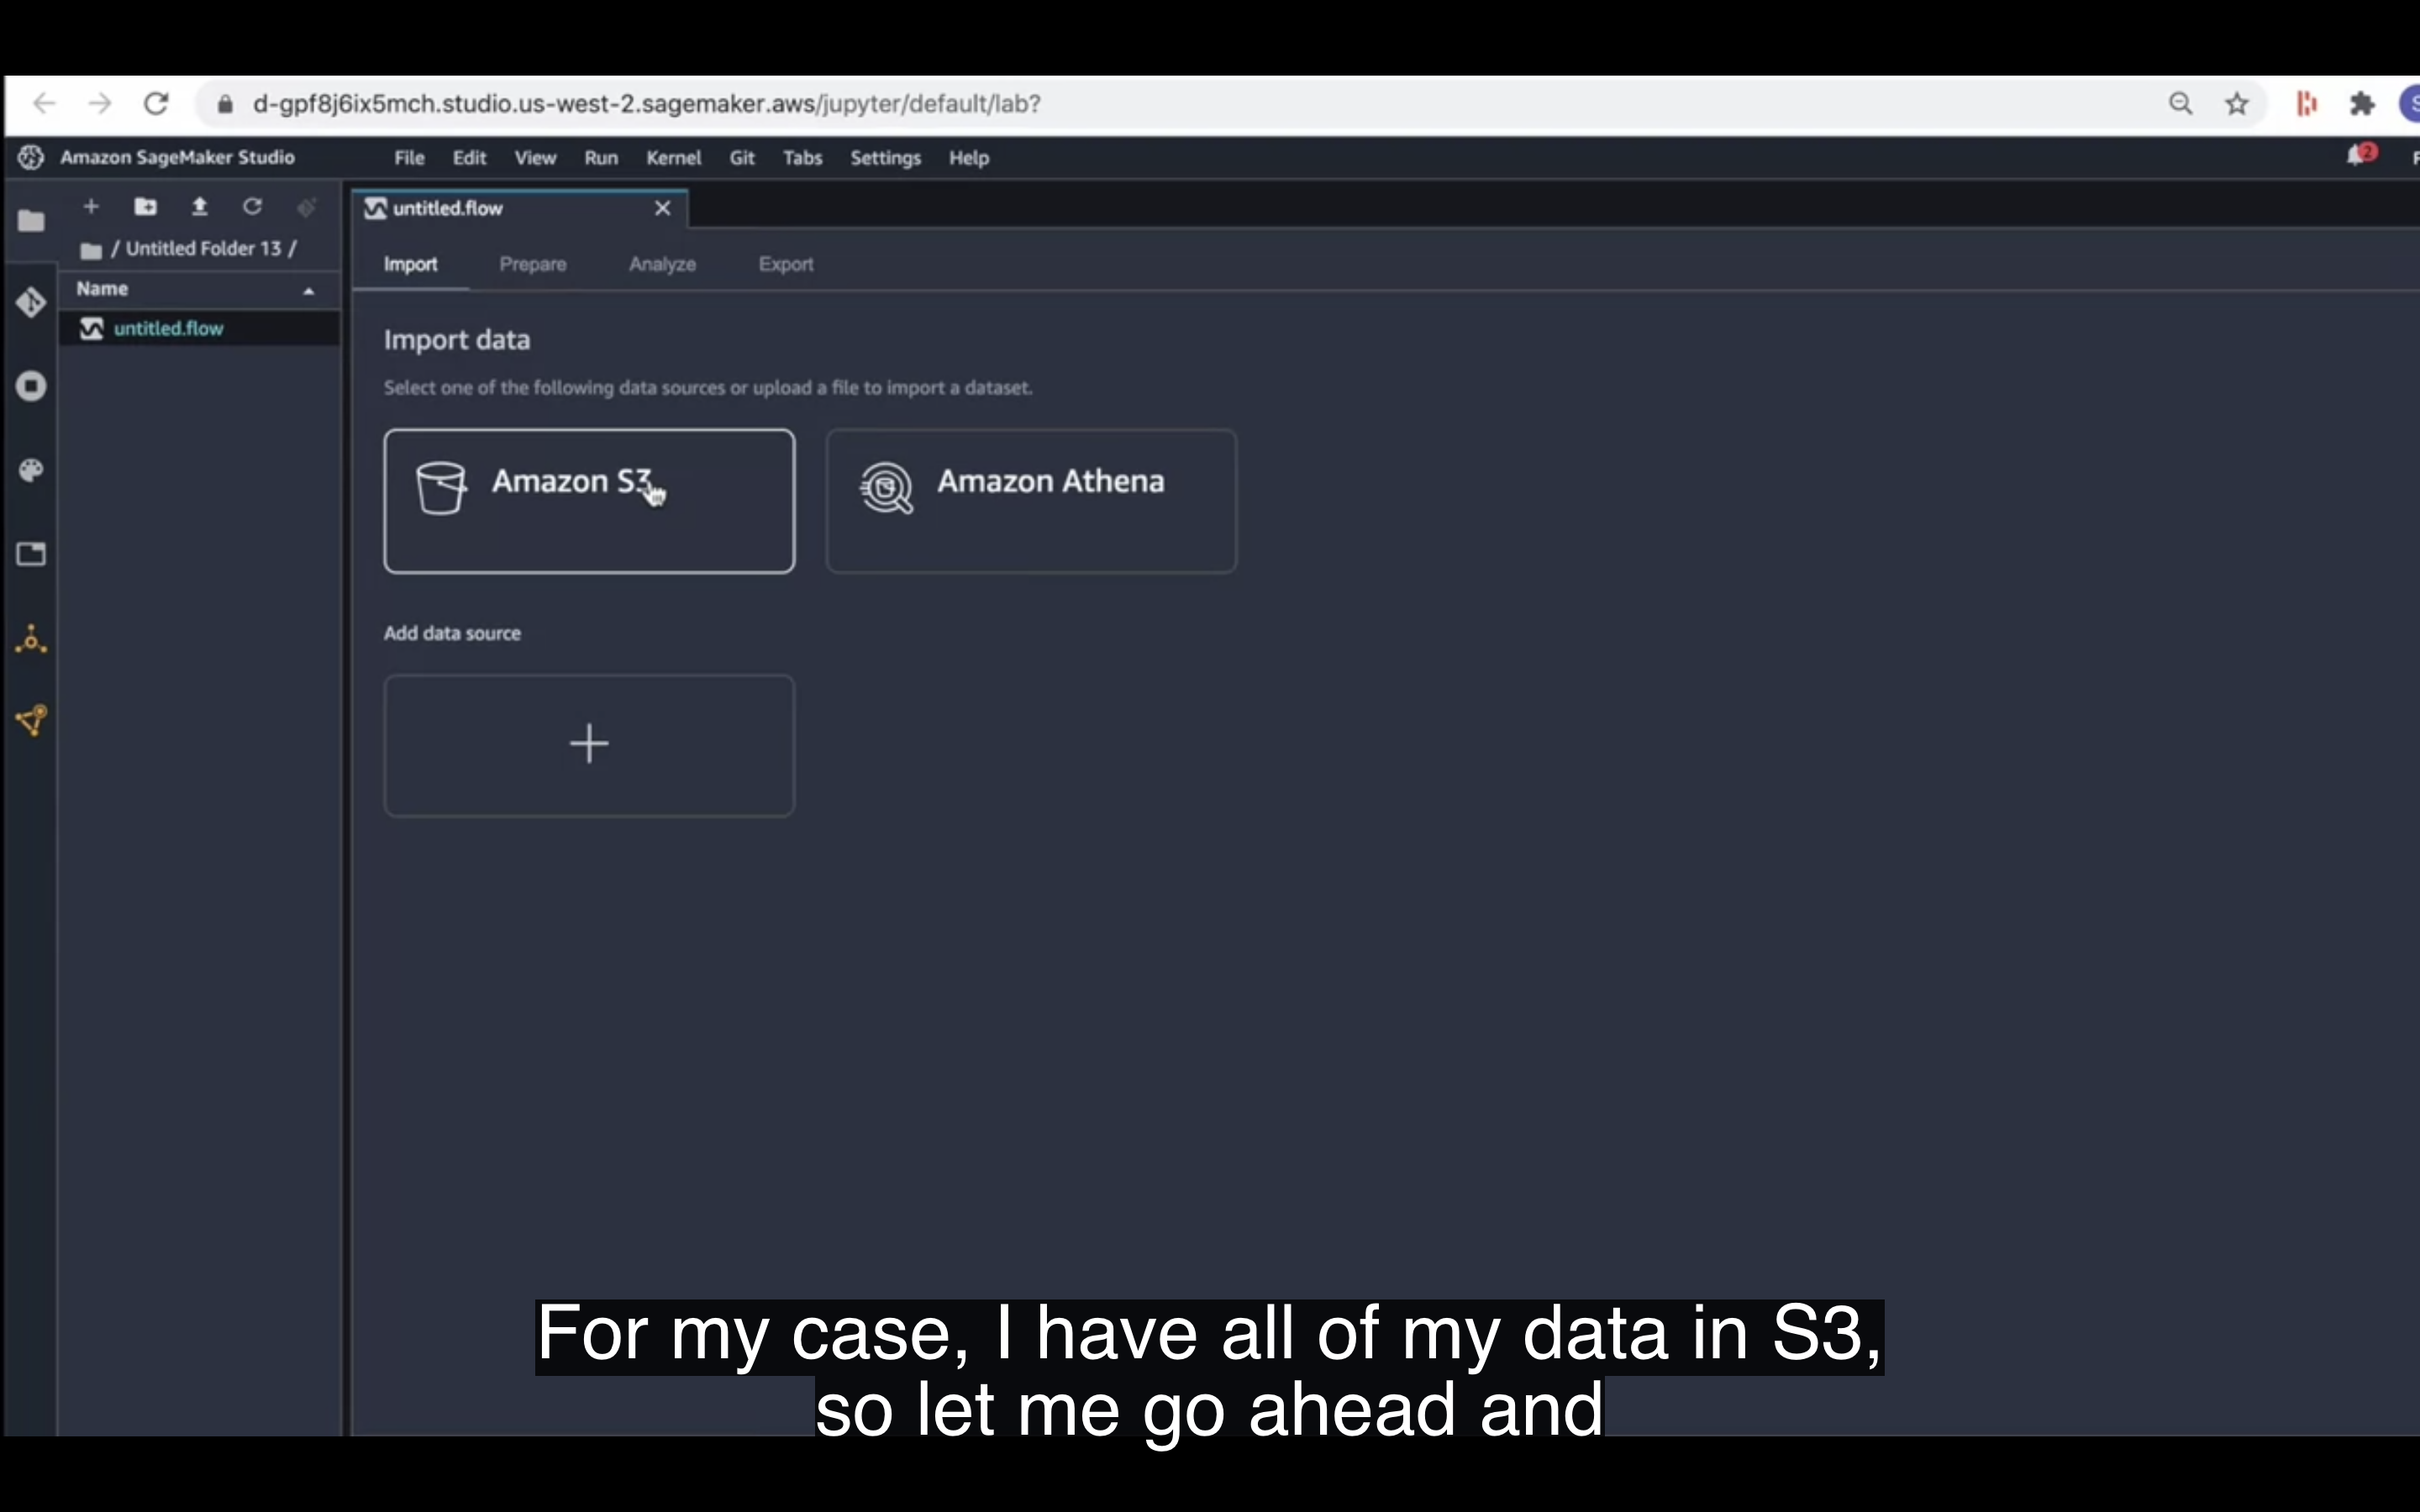 d-gpf8j6ix5mch.studio.us-west-2.sagemaker.aws/jupyter/default/lab?
Amazon SageMaker Studio File Edit View Run Kernel Git Tabs Settings Help 2
untitled.flow
/ Untitled Folder 13 /
Import Prepare Analyze Export
Name
untitled.flow
Import data
Select one of the following data sources or upload a file to import a dataset.
Amazon S3 Amazon Athena
Add data source
For my case, I have all of my data in S3,
so let me go ahead and